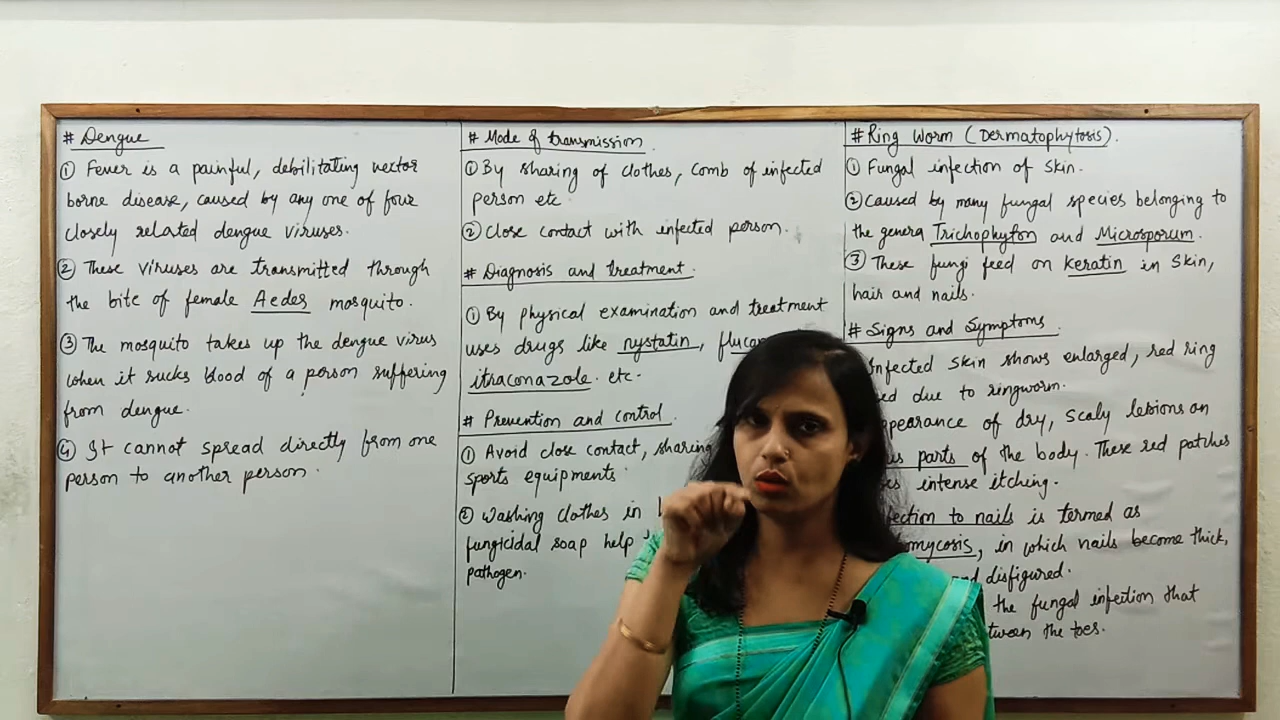 # Dengue
① Fever is a painful, debilitating vector
borne disease, caused by any one of four
closely related dengue viruses.
② These viruses are transmitted through
the bite of female Aedes mosquito.
③ The mosquito takes up the dengue virus
when it sucks blood of a person suffering
from dengue.
④ It cannot spread directly from one
person to another person.
# Mode of transmission
① By sharing of clothes, comb of infected
person etc
② Close contact with infected person.
# Diagnosis and treatment.
① By physical examination and treatment
uses drugs like nystatin,
itraconazole. etc.
# Prevention and control.
① Avoid close contact, sharing
sports equipments
② Washing clothes in
fungicidal soap help
pathogen.
# Ring Worm (Dermatophytosis).
① Fungal infection of Skin.
② Caused by many fungal species belonging to
the genera Trichophyton and Microsporum.
③ These fungi feed on keratin in Skin,
hair and nails.
# Signs and Symptoms.
Infected Skin shows enlarged, red ring
due to ringworm.
of dry, Scaly lesions on
parts of the body. These red patches
intense itching.
to nails is termed as
in which nails become thick,
disfigured.
the fungal infection that
the toes.